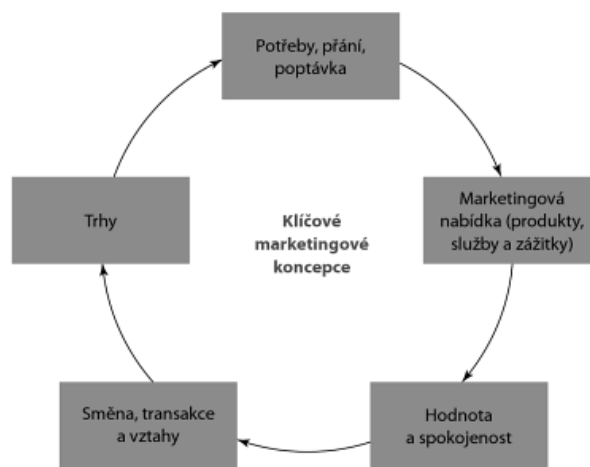 Potřeby, přání,
poptávka
Marketingová
nabídka (produkty,
služby a zážitky)
Hodnota
a spokojenost
Směna, transakce
a vztahy
Trhy
Klíčové
marketingové
koncepce